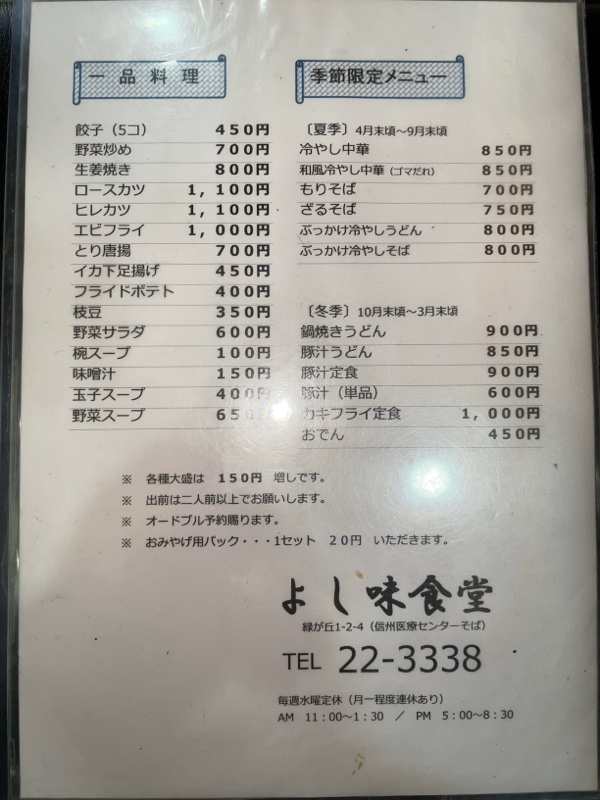 一品料理
餃子（5コ） 450円
野菜炒め 700円
生姜焼き 800円
ロースカツ 1,100円
ヒレカツ 1,100円
エビフライ 1,000円
とり唐揚 700円
イカ下足揚げ 450円
フライドポテト 400円
枝豆 350円
野菜サラダ 600円
椀スープ 100円
味噌汁 150円
玉子スープ 400円
野菜スープ 650円
季節限定メニュー
〔夏季〕4月末頃～9月末頃
冷やし中華 850円
和風冷やし中華（ゴマだれ） 850円
もりそば 700円
ざるそば 750円
ぶっかけ冷やしうどん 800円
ぶっかけ冷やしそば 800円
〔冬季〕10月末頃～3月末頃
鍋焼きうどん 900円
豚汁うどん 850円
豚汁定食 900円
豚汁（単品） 600円
カキフライ定食 1,000円
おでん 450円
※ 各種大盛は 150円 増しです。
※ 出前は二人前以上でお願いします。
※ オードブル予約賜ります。
※ おみやげ用パック・・・1セット 20円 いただきます。
よし味食堂
緑が丘1-2-4（信州医療センターそば）
TEL 22-3338
毎週水曜定休（月一程度連休あり）
AM 11：00～1：30 ／ PM 5：00～8：30